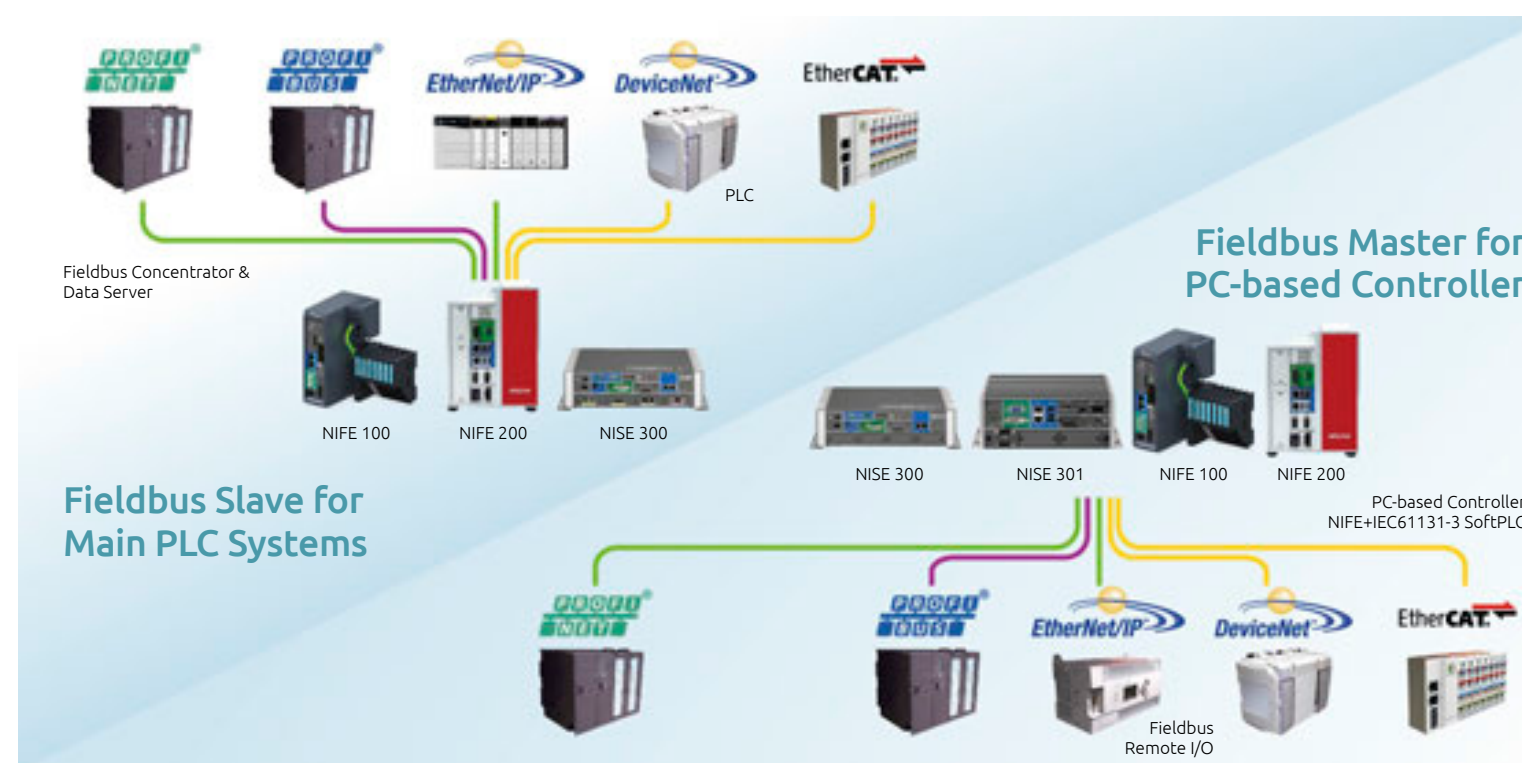 PROFI
NET
PROFI
BUS
EtherNet/IP
DeviceNet
EtherCAT
PLC
Fieldbus Concentrator &
Data Server
NIFE 100
NIFE 200
NISE 300
Fieldbus Slave for
Main PLC Systems
Fieldbus Master for
PC-based Controller
NISE 300
NISE 301
NIFE 100
NIFE 200
PC-based Controller
NIFE+IEC61131-3 SoftPLC
PROFI
NET
PROFI
BUS
EtherNet/IP
DeviceNet
EtherCAT
Fieldbus
Remote I/O